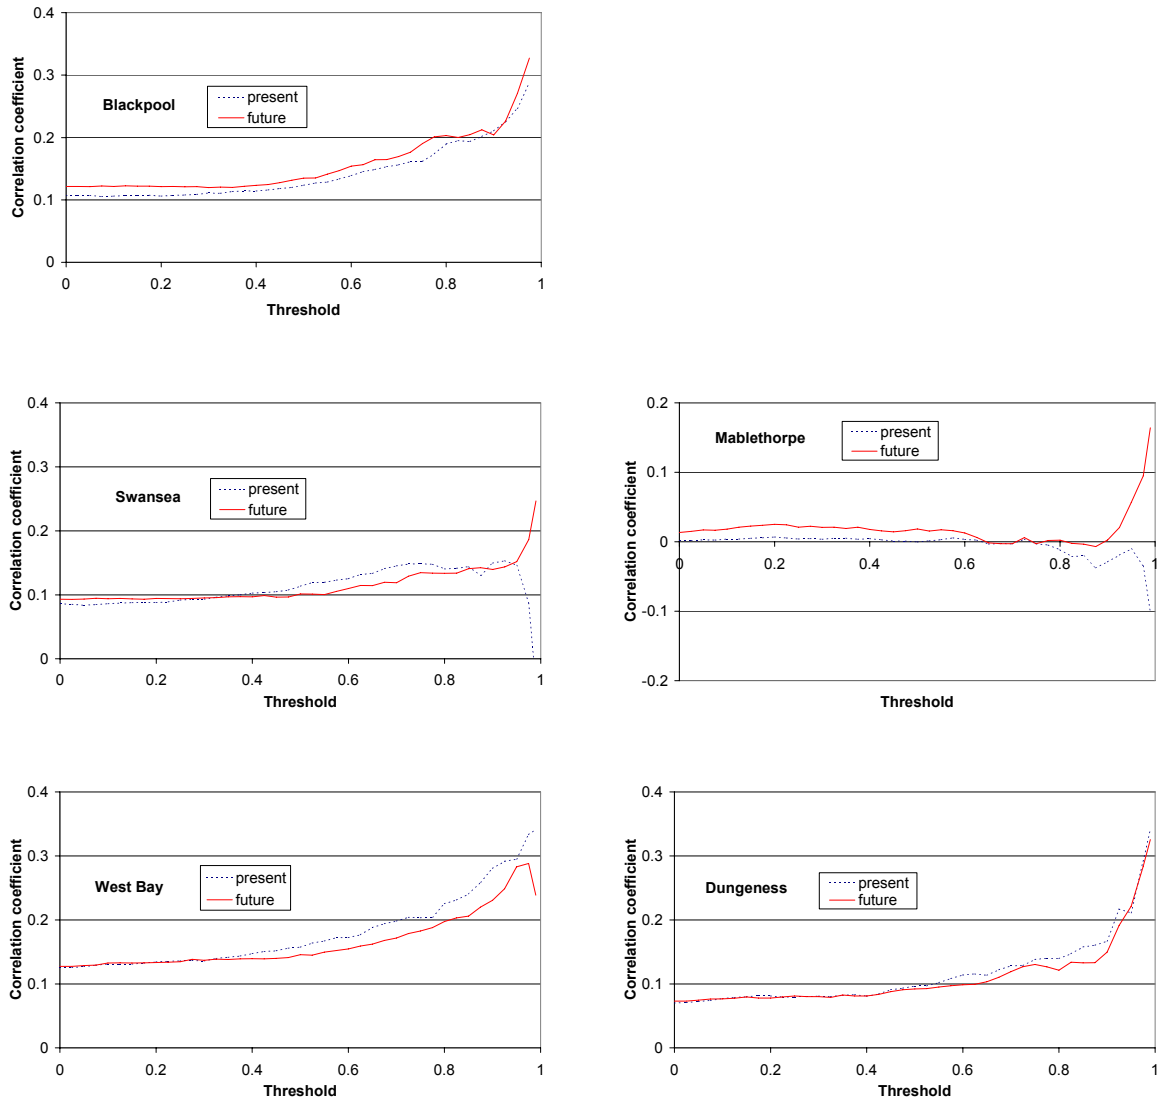 0.4
0.3
0.2
0.1
0
Correlation coefficient
Blackpool
present
future
0 0.2 0.4 0.6 0.8 1
Threshold
0.4
0.3
0.2
0.1
0
Correlation coefficient
Swansea
present
future
0 0.2 0.4 0.6 0.8 1
Threshold
0.2
0.1
0
-0.1
-0.2
Correlation coefficient
Mablethorpe
present
future
0 0.2 0.4 0.6 0.8 1
Threshold
0.4
0.3
0.2
0.1
0
Correlation coefficient
West Bay
present
future
0 0.2 0.4 0.6 0.8 1
Threshold
0.4
0.3
0.2
0.1
0
Correlation coefficient
Dungeness
present
future
0 0.2 0.4 0.6 0.8 1
Threshold